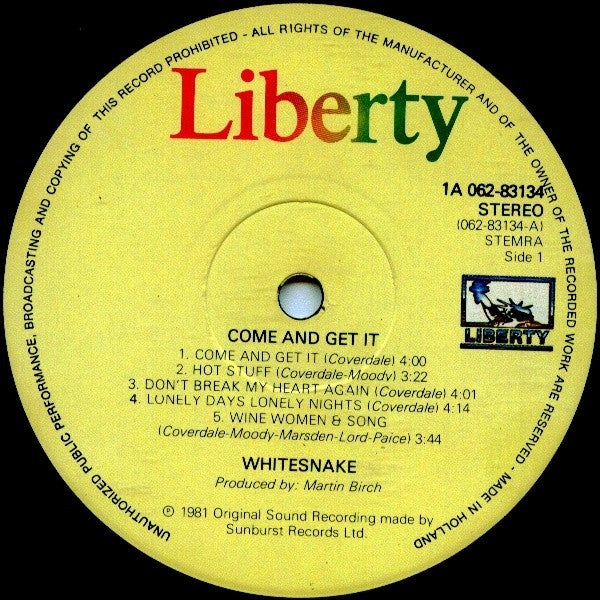 UNAUTHORIZED PUBLIC PERFORMANCE, BROADCASTING AND COPYING OF THIS RECORD PROHIBITED - ALL RIGHTS OF THE MANUFACTURER AND OF THE OWNER OF THE RECORDED WORK ARE RESERVED - MADE IN HOLLAND
Liberty
1A 062-83134
STEREO
(062-83134-A)
STEMRA
Side 1
LIBERTY
COME AND GET IT
1. COME AND GET IT (Coverdale) 4:00
2. HOT STUFF (Coverdale-Moody) 3:22
3. DON'T BREAK MY HEART AGAIN (Coverdale) 4:01
4. LONELY DAYS LONELY NIGHTS (Coverdale) 4:14
5. WINE WOMEN & SONG
(Coverdale-Moody-Marsden-Lord-Paice) 3:44
WHITESNAKE
Produced by: Martin Birch
℗ 1981 Original Sound Recording made by
Sunburst Records Ltd.